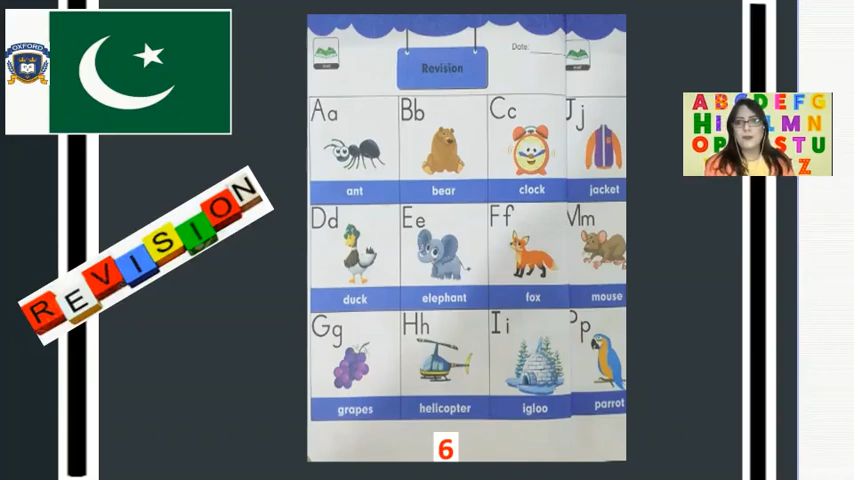 OXFORD
REVISION
Revision
Date:
Aa
Bb
Cc
Jj
ant
bear
clock
jacket
Dd
Ee
Ff
Mm
duck
elephant
fox
mouse
Gg
Hh
Ii
Pp
grapes
helicopter
igloo
parrot
6
A B C D E F G
H I L M N
O P S T U
Z